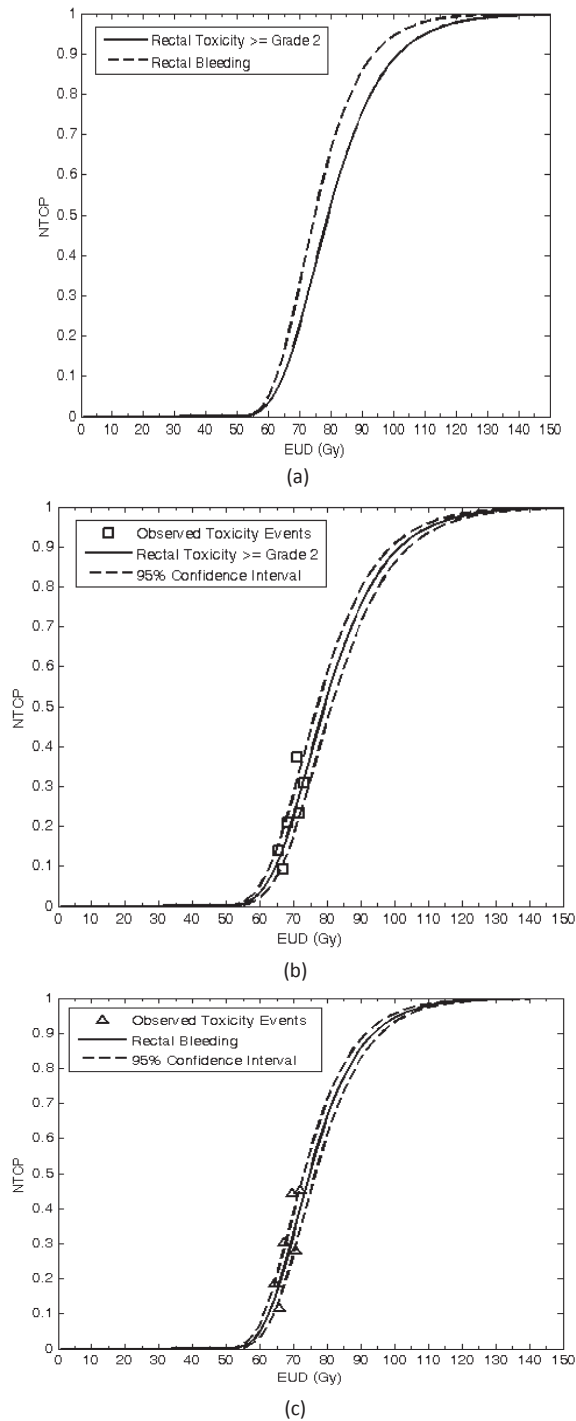 1
0.9
0.8
0.7
0.6
0.5
0.4
0.3
0.2
0.1
0
NTCP
Rectal Toxicity >= Grade 2
Rectal Bleeding
0 10 20 30 40 50 60 70 80 90 100 110 120 130 140 150
EUD (Gy)
(a)
1
0.9
0.8
0.7
0.6
0.5
0.4
0.3
0.2
0.1
0
NTCP
Observed Toxicity Events
Rectal Toxicity >= Grade 2
95% Confidence Interval
0 10 20 30 40 50 60 70 80 90 100 110 120 130 140 150
EUD (Gy)
(b)
1
0.9
0.8
0.7
0.6
0.5
0.4
0.3
0.2
0.1
0
NTCP
Observed Toxicity Events
Rectal Bleeding
95% Confidence Interval
0 10 20 30 40 50 60 70 80 90 100 110 120 130 140 150
EUD (Gy)
(c)